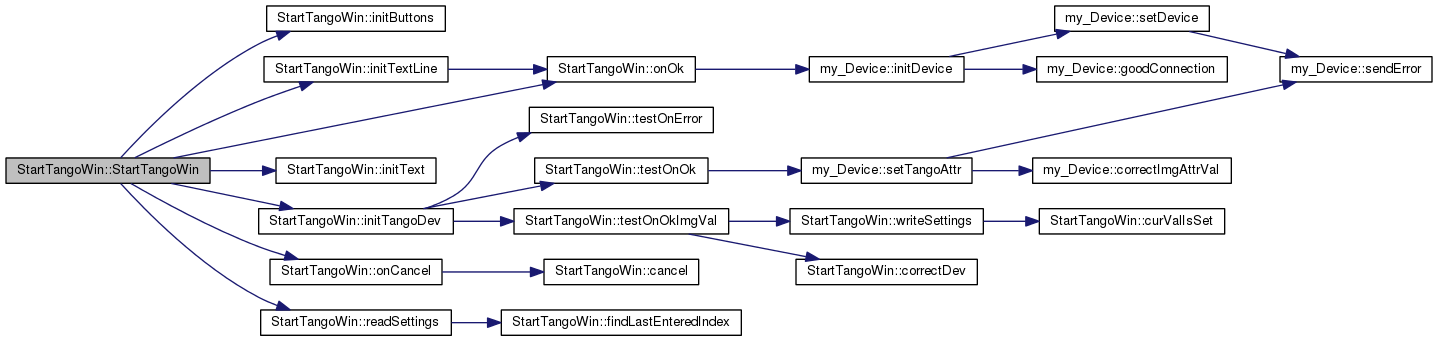 StartTangoWin::StartTangoWin
StartTangoWin::initButtons
StartTangoWin::initTextLine
StartTangoWin::onOk
my_Device::initDevice
my_Device::setDevice
my_Device::goodConnection
my_Device::sendError
StartTangoWin::initText
StartTangoWin::initTangoDev
StartTangoWin::testOnError
StartTangoWin::testOnOk
my_Device::setTangoAttr
my_Device::correctImgAttrVal
StartTangoWin::testOnOkImgVal
StartTangoWin::writeSettings
StartTangoWin::curValIsSet
StartTangoWin::correctDev
StartTangoWin::onCancel
StartTangoWin::cancel
StartTangoWin::readSettings
StartTangoWin::findLastEnteredIndex